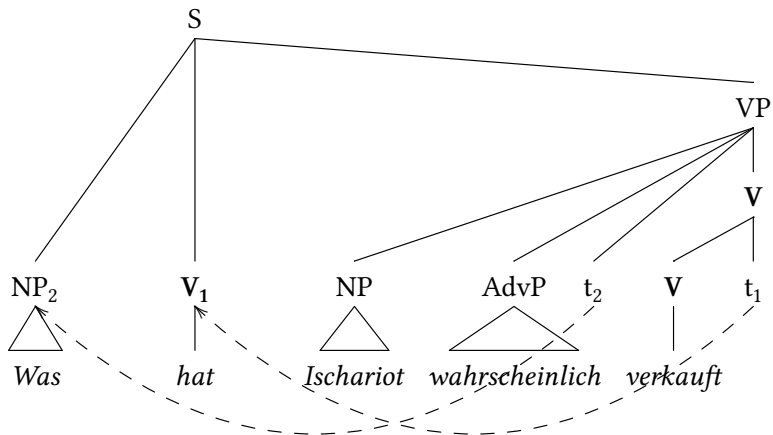 S
VP
V
NP₂ V₁ NP AdvP t₂ V t₁
Was hat Ischariot wahrscheinlich verkauft